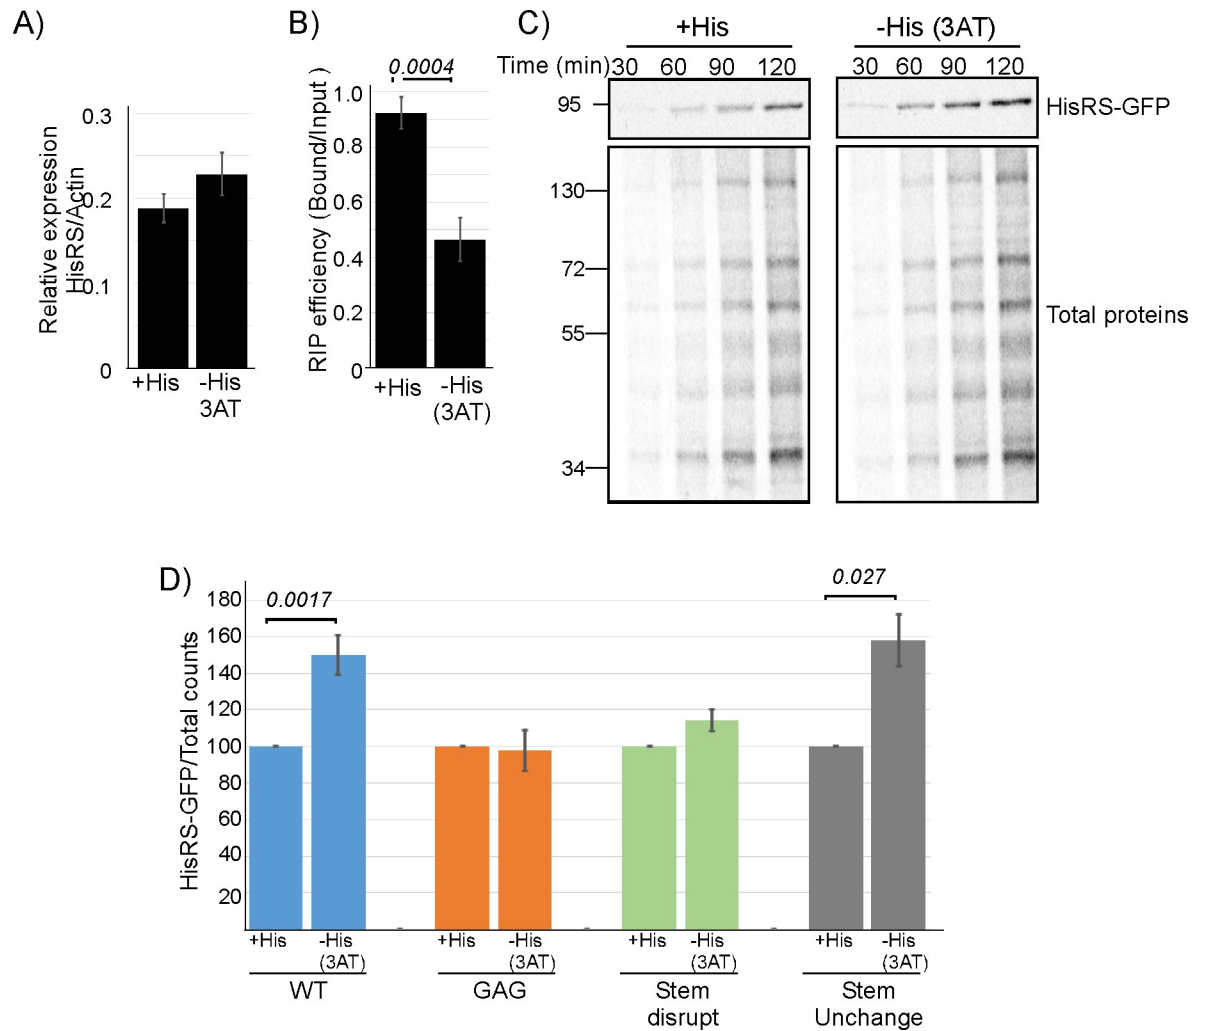 A)
Relative expression
HisRS/Actin
0.3
0.2
0.1
0
+His
-His
3AT
B)
0.0004
RIP efficiency (Bound/Input )
1.0
0.8
0.6
0.4
0.2
0
+His
-His
(3AT)
C)
+His
-His (3AT)
Time (min)
30 60 90 120
30 60 90 120
95
HisRS-GFP
130
72
55
34
Total proteins
D)
HisRS-GFP/Total counts
180
160
140
120
100
80
60
40
20
0.0017
0.027
+His
-His
(3AT)
WT
+His
-His
(3AT)
GAG
+His
-His
(3AT)
Stem
disrupt
+His
-His
(3AT)
Stem
Unchange